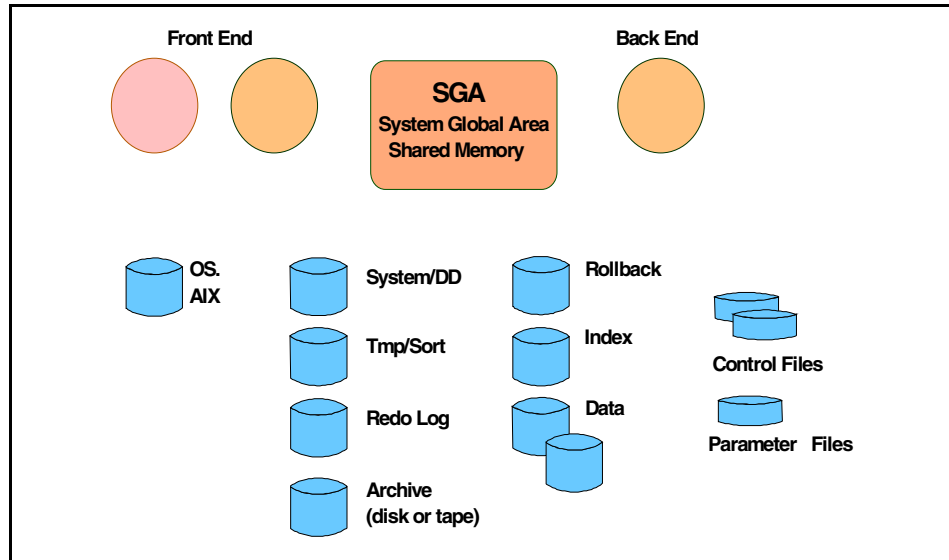 Front End
Back End
SGA
System Global Area
Shared Memory
OS.
AIX
System/DD
Rollback
Tmp/Sort
Index
Control Files
Redo Log
Data
Parameter Files
Archive
(disk or tape)